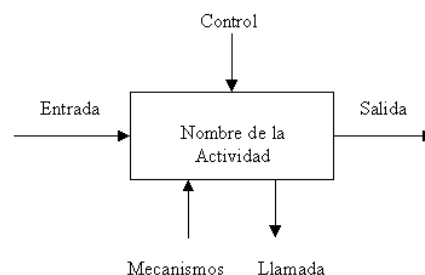 Control
Entrada
Salida
Nombre de la
Actividad
Mecanismos
Llamada